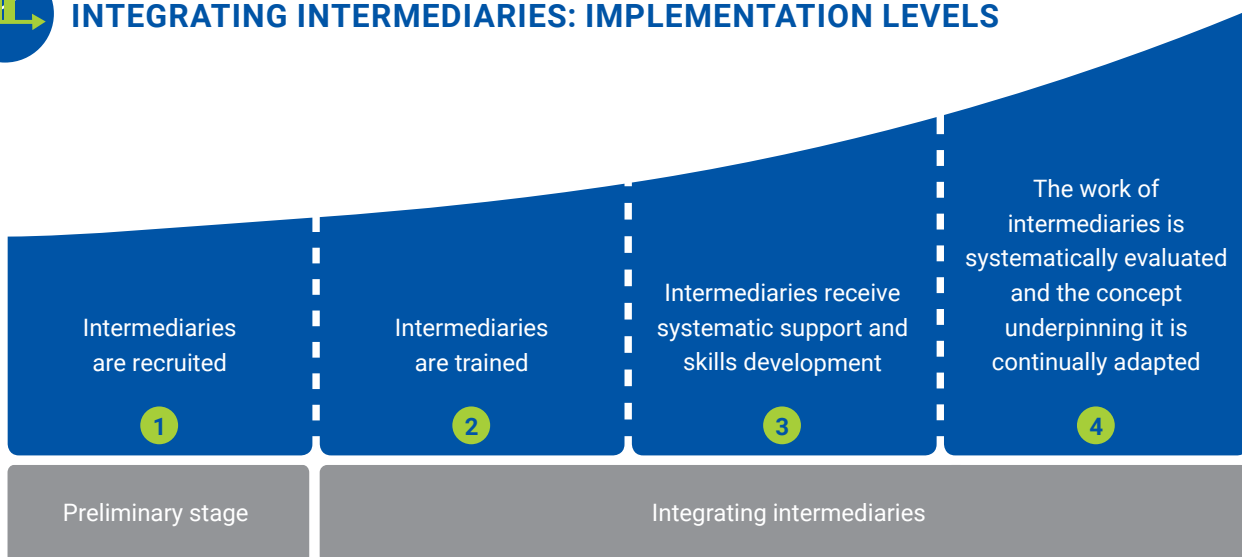 INTEGRATING INTERMEDIARIES: IMPLEMENTATION LEVELS
Intermediaries
are recruited
1
Intermediaries
are trained
2
Intermediaries receive
systematic support and
skills development
3
The work of
intermediaries is
systematically evaluated
and the concept
underpinning it is
continually adapted
4
Preliminary stage
Integrating intermediaries